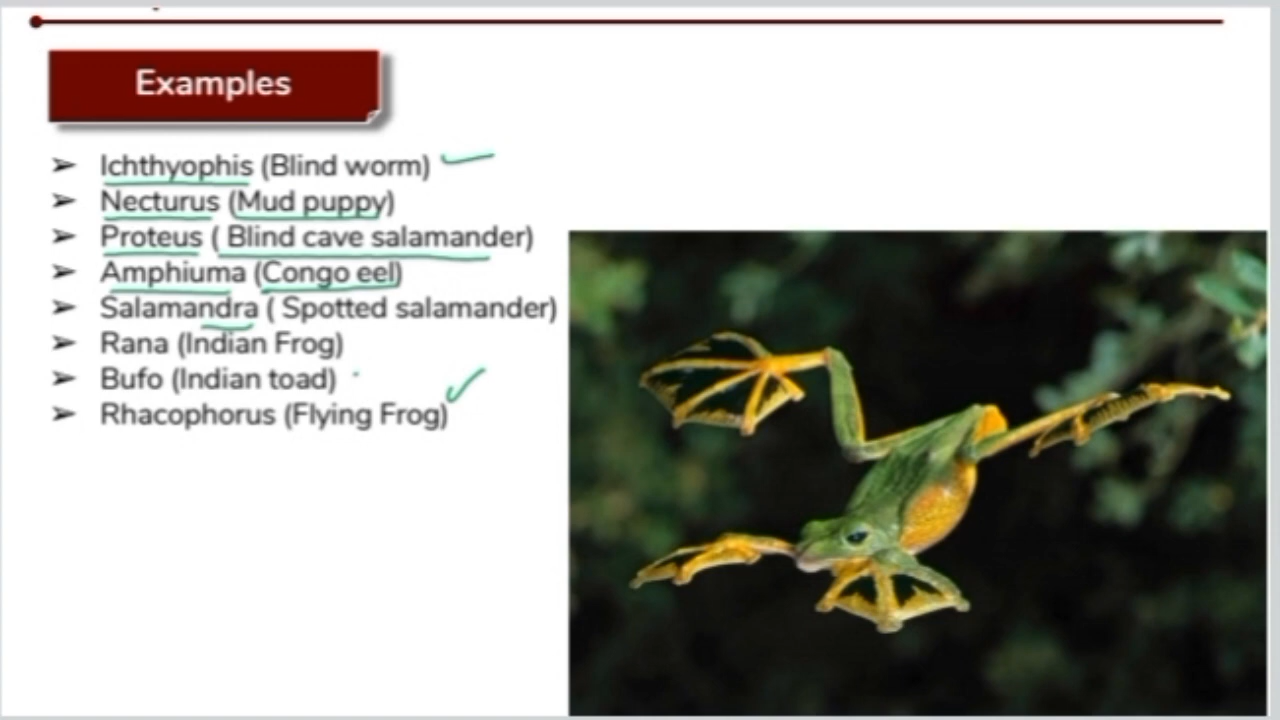 Examples
➢ Ichthyophis (Blind worm)
➢ Necturus (Mud puppy)
➢ Proteus ( Blind cave salamander)
➢ Amphiuma (Congo eel)
➢ Salamandra ( Spotted salamander)
➢ Rana (Indian Frog)
➢ Bufo (Indian toad)
➢ Rhacophorus (Flying Frog)